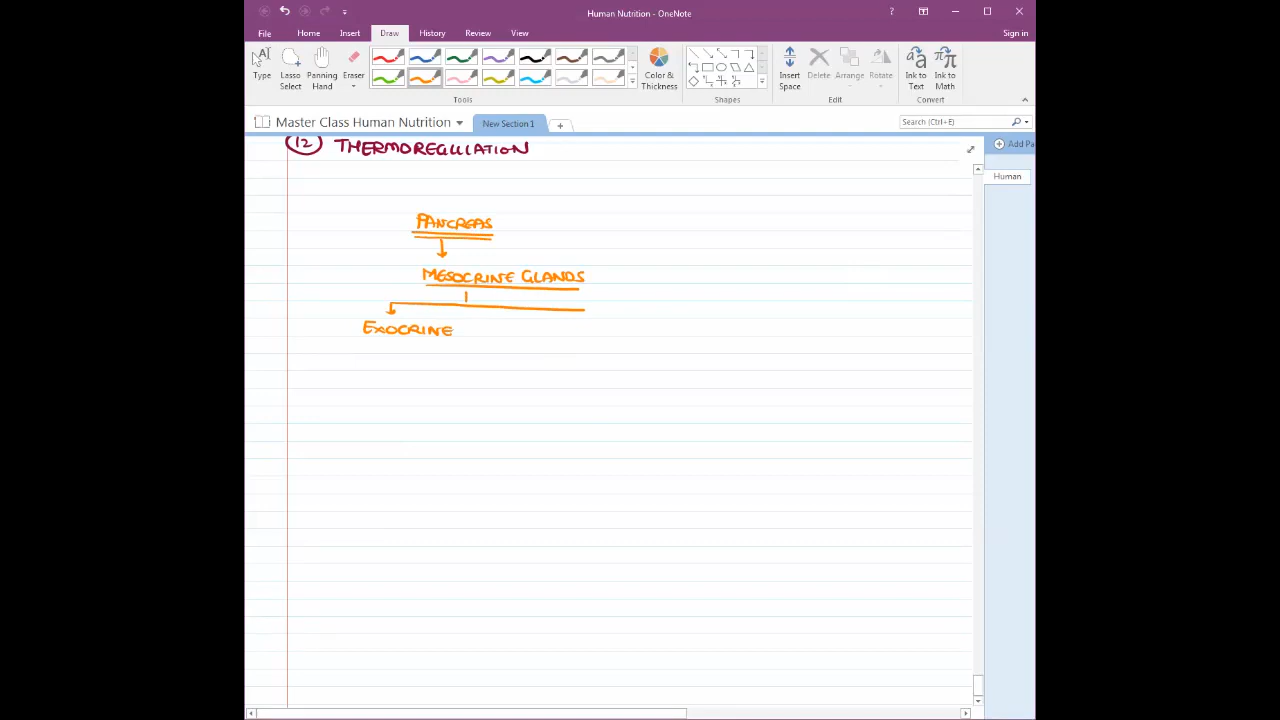 Human Nutrition - OneNote
? Sign in
File Home Insert Draw History Review View
Type Lasso Select Panning Hand Eraser Color & Thickness Insert Space Delete Arrange Rotate Ink to Text Ink to Math
Tools Shapes Edit Convert
Master Class Human Nutrition New Section 1 Search (Ctrl+E)
Add Pa
Human
12 THERMOREGULATION
PANCREAS
MESOCRINE GLANDS
EXOCRINE